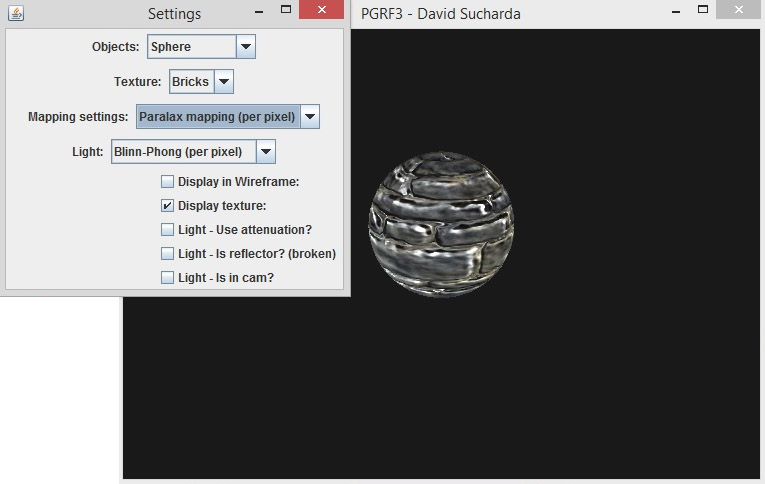 Settings
PGRF3 - David Sucharda
Objects: Sphere
Texture: Bricks
Mapping settings: Paralax mapping (per pixel)
Light: Blinn-Phong (per pixel)
Display in Wireframe:
Display texture:
Light - Use attenuation?
Light - Is reflector? (broken)
Light - Is in cam?